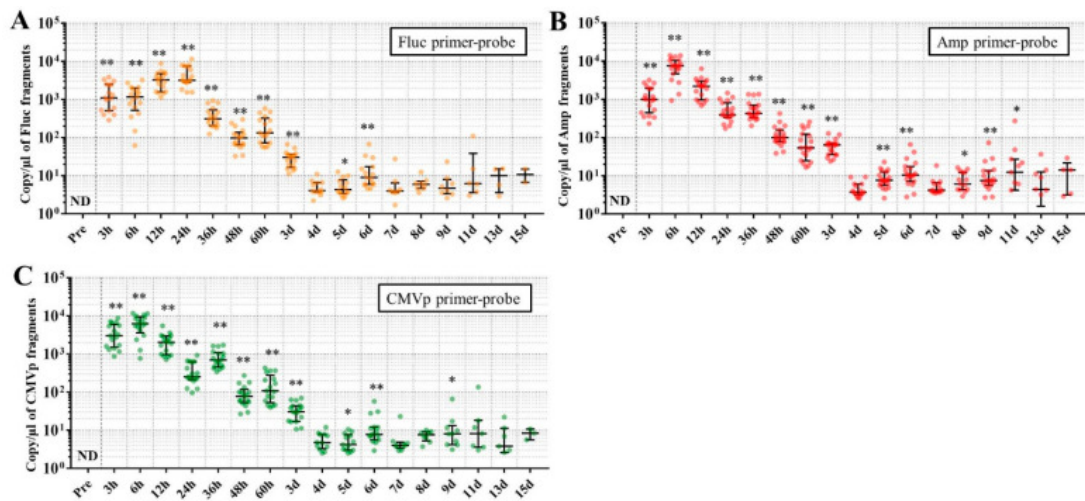 A
Fluc primer-probe
Copy/µl of Fluc fragments
10⁵
10⁴
10³
10²
10¹
10⁰
** ** ** ** ** ** ** ** * **
ND
Pre 3h 6h 12h 24h 36h 48h 60h 3d 4d 5d 6d 7d 8d 9d 11d 13d 15d
B
Amp primer-probe
Copy/µl of Amp fragments
10⁵
10⁴
10³
10²
10¹
10⁰
** ** ** ** ** ** ** ** ** ** * ** *
ND
Pre 3h 6h 12h 24h 36h 48h 60h 3d 4d 5d 6d 7d 8d 9d 11d 13d 15d
C
CMVp primer-probe
Copy/µl of CMVp fragments
10⁵
10⁴
10³
10²
10¹
10⁰
** ** ** ** ** ** ** ** * ** *
ND
Pre 3h 6h 12h 24h 36h 48h 60h 3d 4d 5d 6d 7d 8d 9d 11d 13d 15d